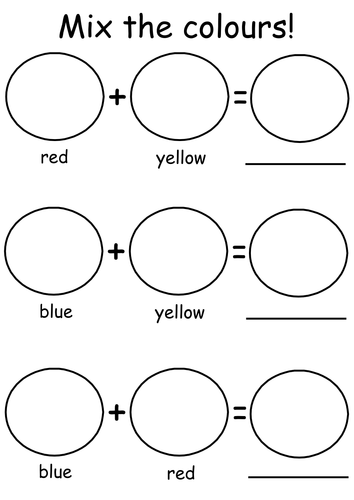 Mix the colours!
+ =
red yellow
+ =
blue yellow
+ =
blue red